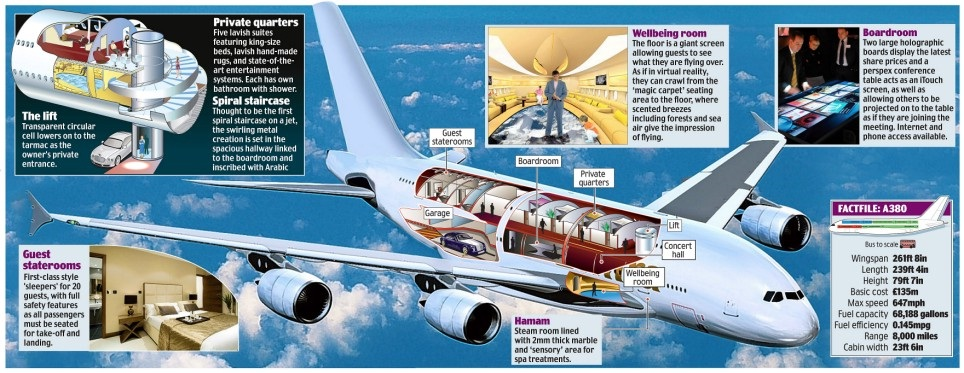 Private quarters
Five lavish suites
featuring king-size
beds, lavish hand-made
rugs, and state-of-the-
art entertainment
systems. Each has own
bathroom with shower.
Spiral staircase
Thought to be the first
spiral staircase on a jet,
the swirling metal
creation is set in the
spacious hallway linked
to the boardroom and
inscribed with Arabic
The lift
Transparent circular
cell lowers on to the
tarmac as the
owner's private
entrance.
Wellbeing room
The floor is a giant screen
allowing guests to see
what they are flying over.
As if in virtual reality,
they can crawl from the
'magic carpet' seating
area to the floor, where
scented breezes
including forests and sea
air give the impression
of flying.
Boardroom
Two large holographic
boards display the latest
share prices and a
perspex conference
table acts as an iTouch
screen, as well as
allowing others to be
projected on to the table
as if they are joining the
meeting. Internet and
phone access available.
Guest
staterooms
Boardroom
Private
quarters
Garage
Lift
Concert
hall
Wellbeing
room
Guest
staterooms
First-class style
'sleepers' for 20
guests, with full
safety features
as all passengers
must be seated
for take-off and
landing.
Hamam
Steam room lined
with 2mm thick marble
and 'sensory' area for
spa treatments.
FACTFILE: A380
Bus to scale
Wingspan 261ft 8in
Length 239ft 4in
Height 79ft 7in
Basic cost £135m
Max speed 647mph
Fuel capacity 68,188 gallons
Fuel efficiency 0.145mpg
Range 8,000 miles
Cabin width 23ft 6in